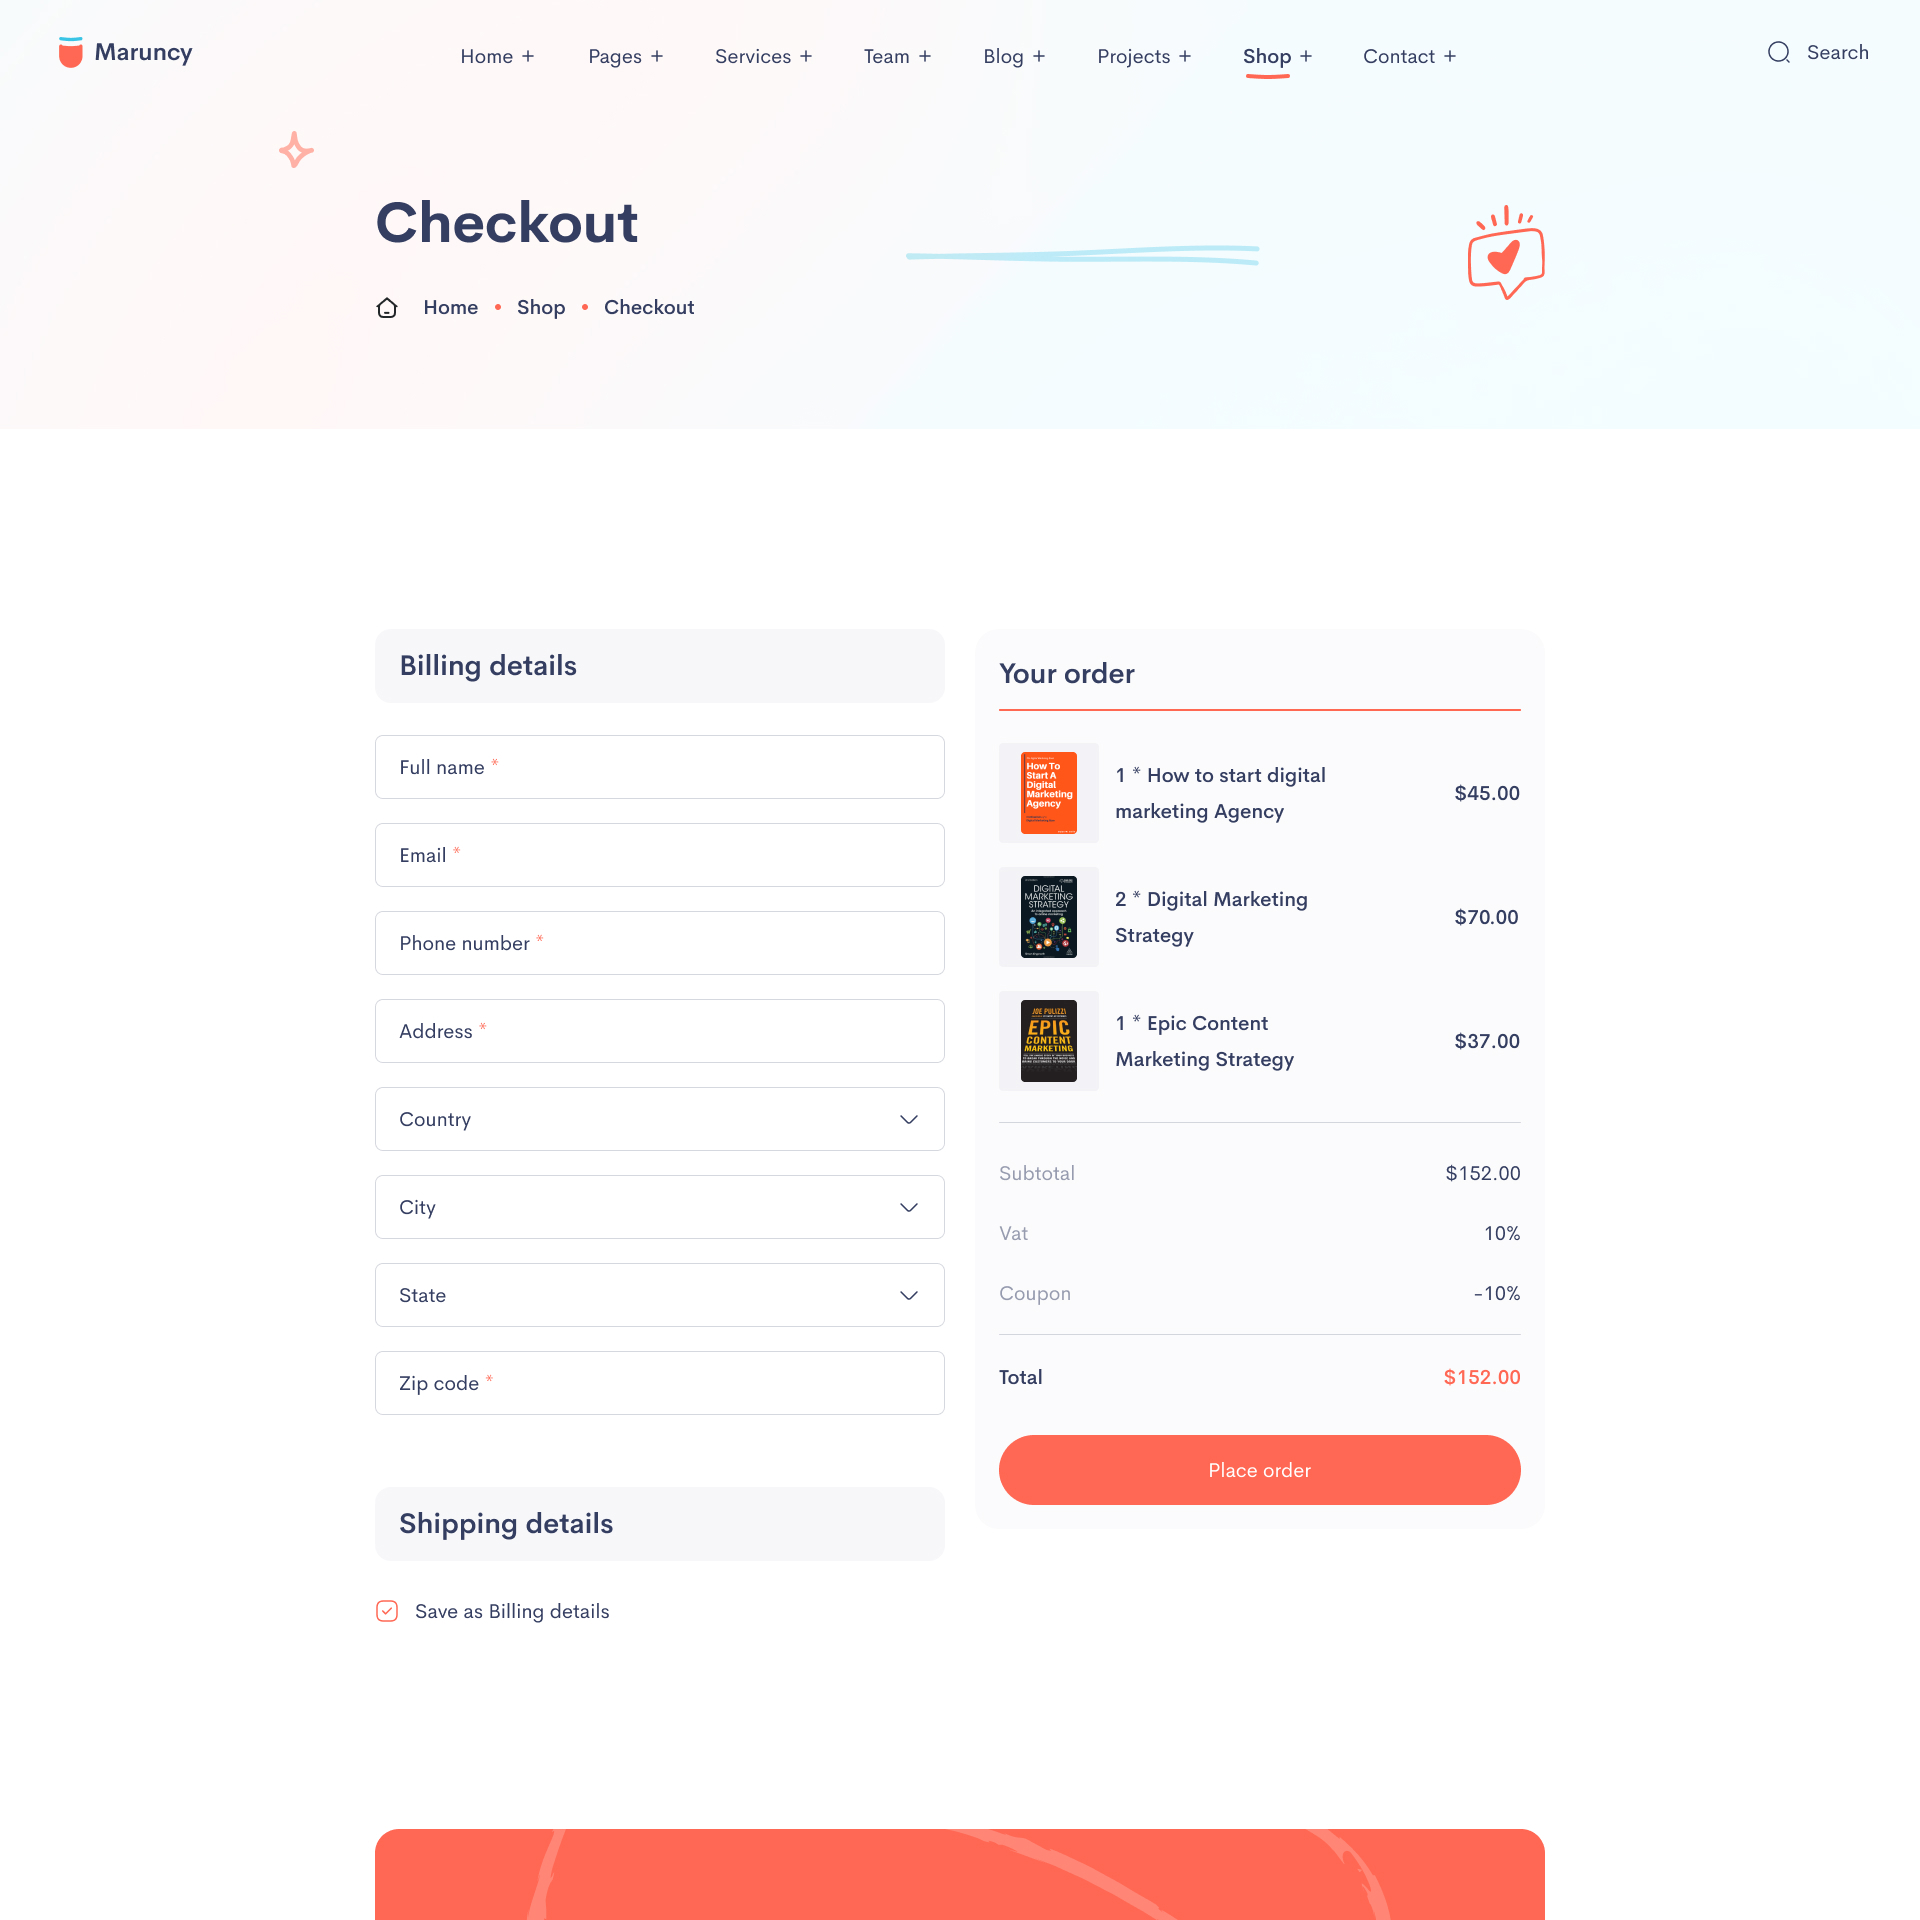 Maruncy
Home +
Pages +
Services +
Team +
Blog +
Projects +
Shop +
Contact +
Search
Checkout
Home • Shop • Checkout
Billing details
Full name *
Email *
Phone number *
Address *
Country
City
State
Zip code *
Shipping details
Save as Billing details
Your order
How To
Start A
Digital
Marketing
Agency
1 * How to start digital
marketing Agency
$45.00
DIGITAL
MARKETING
STRATEGY
2 * Digital Marketing
Strategy
$70.00
JOE PULIZZI
EPIC
CONTENT
MARKETING
1 * Epic Content
Marketing Strategy
$37.00
Subtotal
$152.00
Vat
10%
Coupon
-10%
Total
$152.00
Place order